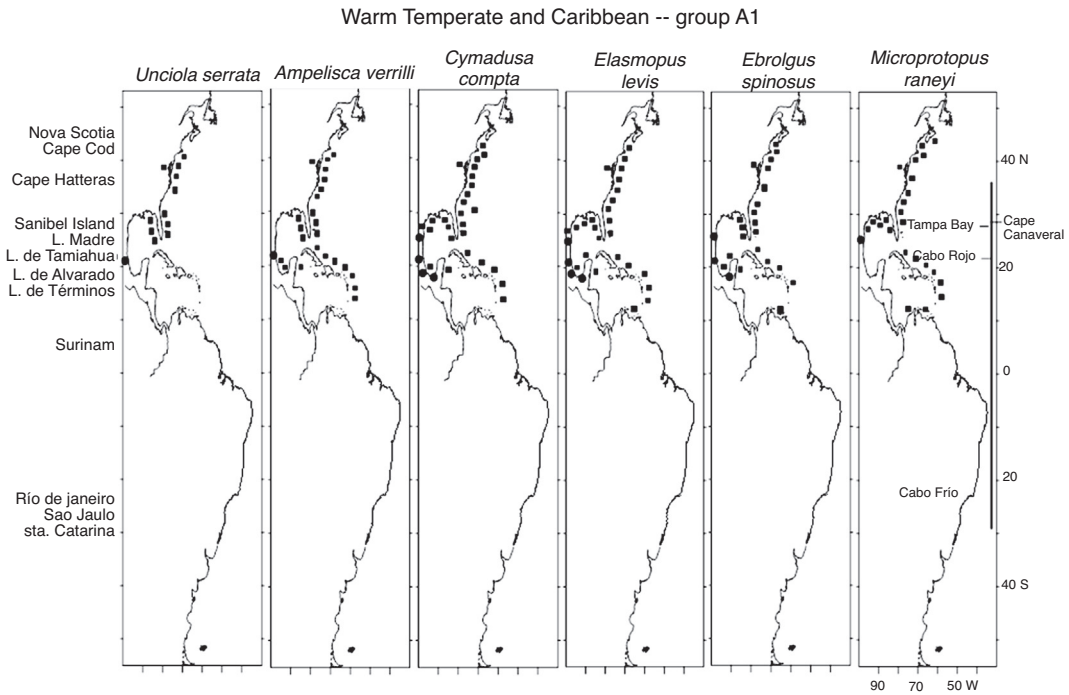 Warm Temperate and Caribbean -- group A1
Unciola serrata
Ampelisca verrilli
Cymadusa
compta
Elasmopus
levis
Ebrolgus
spinosus
Microprotopus
raneyi
Nova Scotia
Cape Cod
Cape Hatteras
Sanibel Island
L. Madre
L. de Tamiahua
L. de Alvarado
L. de Términos
Surinam
Río de janeiro
Sao Jaulo
sta. Catarina
Tampa Bay
Cape
Canaveral
Cabo Rojo
Cabo Frío
40 N
20
0
20
40 S
90 70 50 W